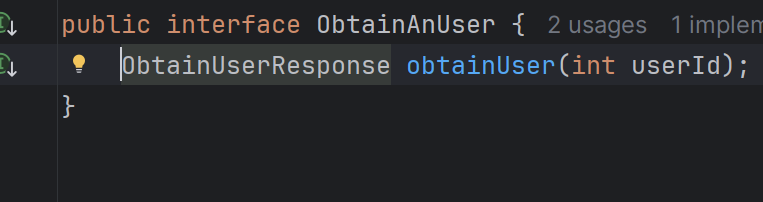 public interface ObtainAnUser { 2 usages 1 implem
ObtainUserResponse obtainUser(int userId);
}